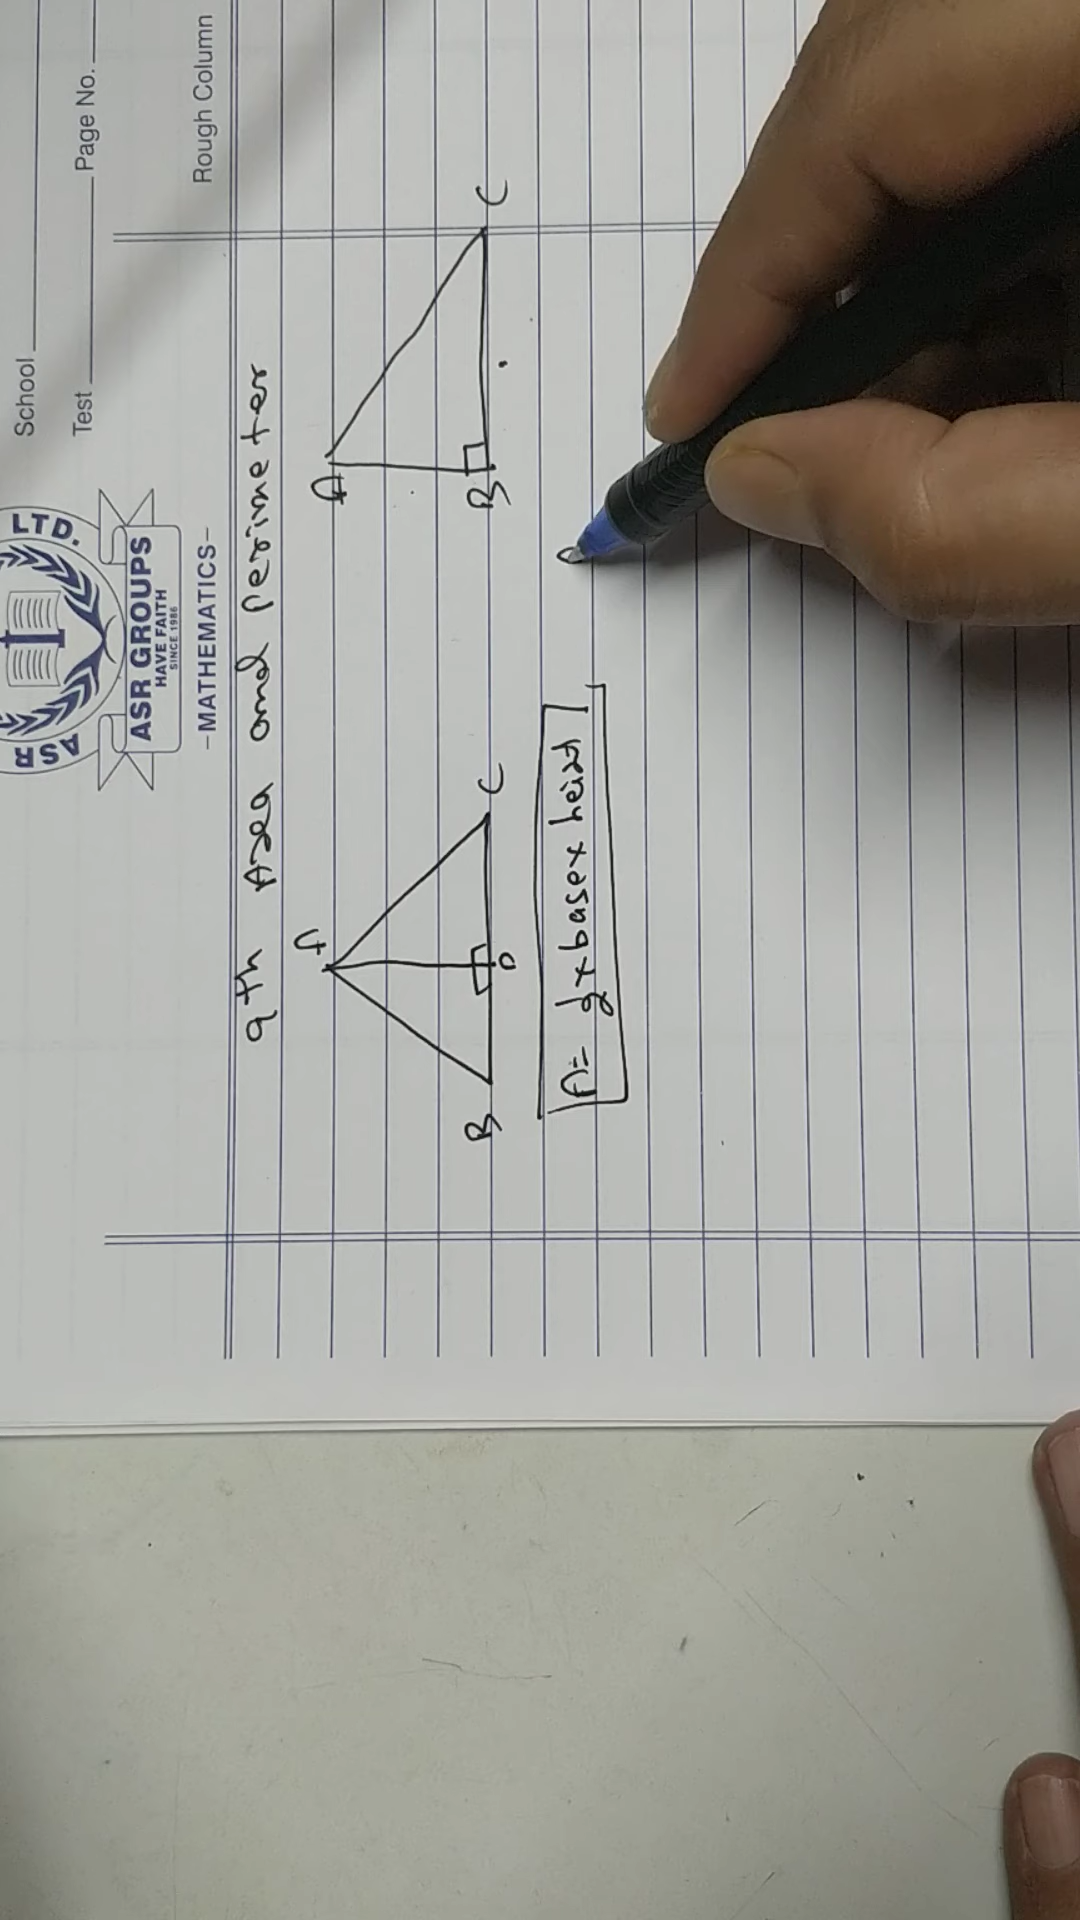 School
Test
Page No.
ASR
LTD.
ASR GROUPS
HAVE FAITH
SINCE 1986
-MATHEMATICS-
Rough Column
9th Area and Perimeter
A
B
D
C
A
B
C
A = 1/2 x base x heigt